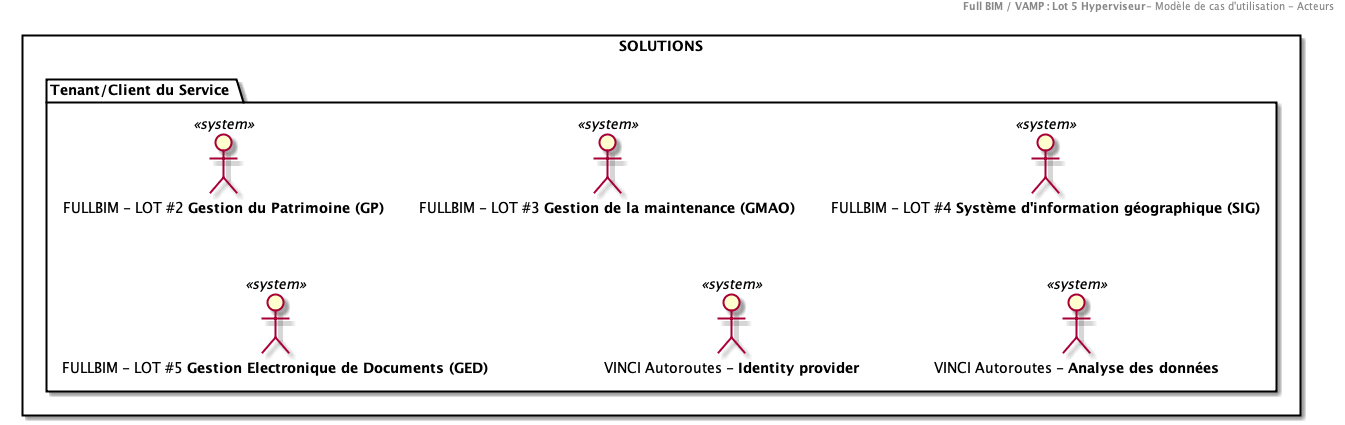 Full BIM / VAMP : Lot 5 Hyperviseur- Modèle de cas d'utilisation - Acteurs
SOLUTIONS
Tenant/Client du Service
«system» «system» «system»
FULLBIM - LOT #2 Gestion du Patrimoine (GP) FULLBIM - LOT #3 Gestion de la maintenance (GMAO) FULLBIM - LOT #4 Système d'information géographique (SIG)
«system» «system» «system»
FULLBIM - LOT #5 Gestion Electronique de Documents (GED) VINCI Autoroutes - Identity provider VINCI Autoroutes - Analyse des données